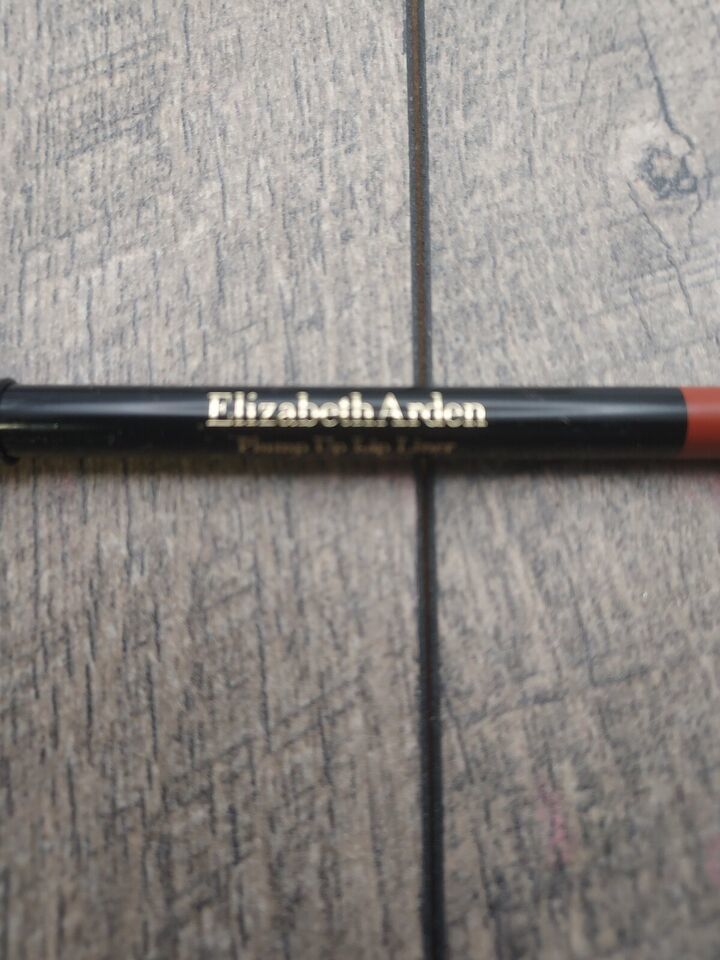 Elizabeth Arden
Plump Up Lip Liner